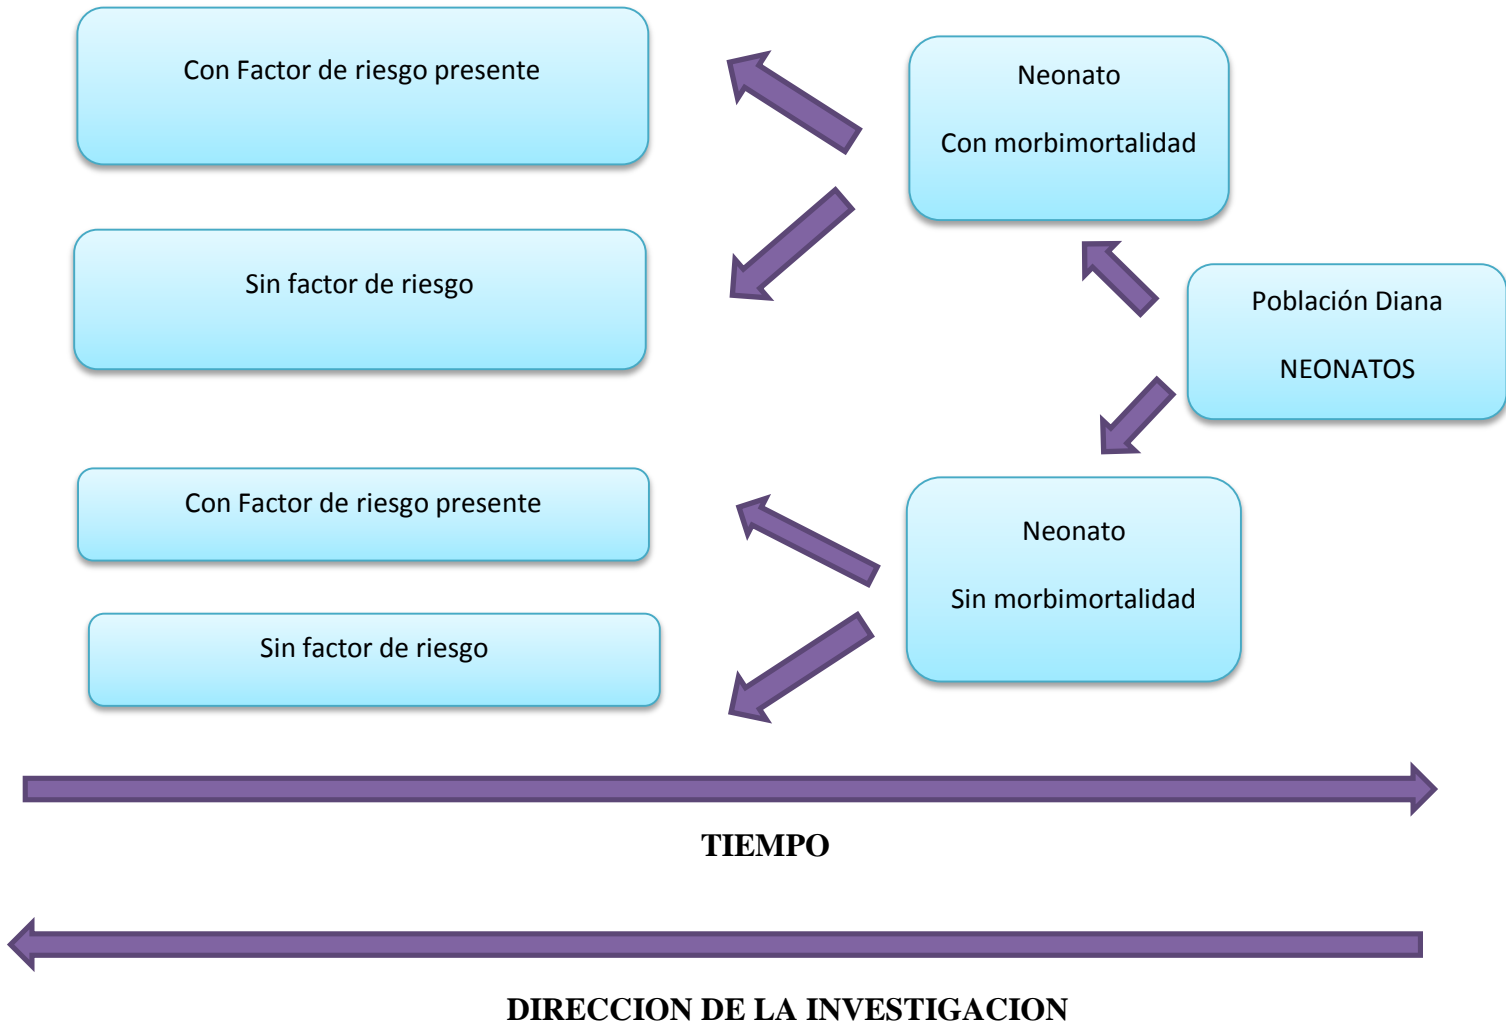 Con Factor de riesgo presente
Neonato
Con morbimortalidad
Sin factor de riesgo
Población Diana
NEONATOS
Con Factor de riesgo presente
Neonato
Sin morbimortalidad
Sin factor de riesgo
TIEMPO
DIRECCION DE LA INVESTIGACION